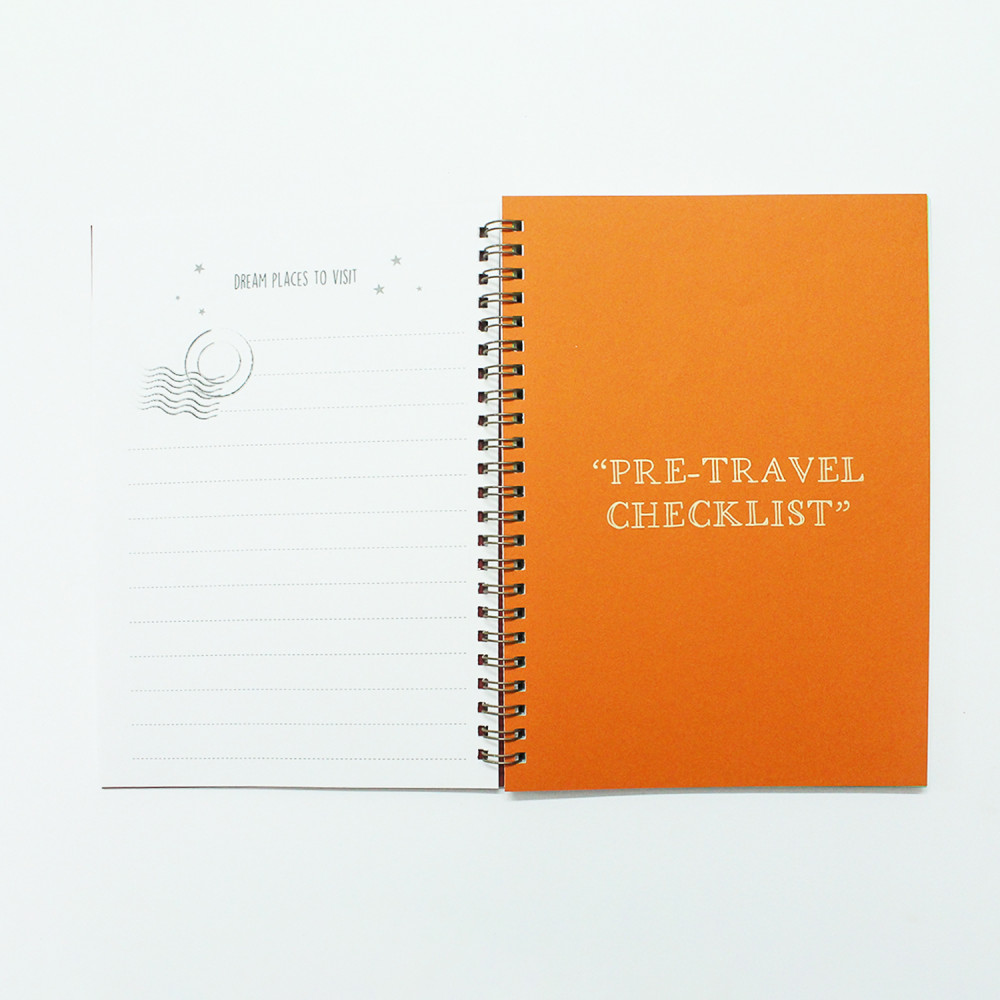 DREAM PLACES TO VISIT
“PRE-TRAVEL
CHECKLIST”